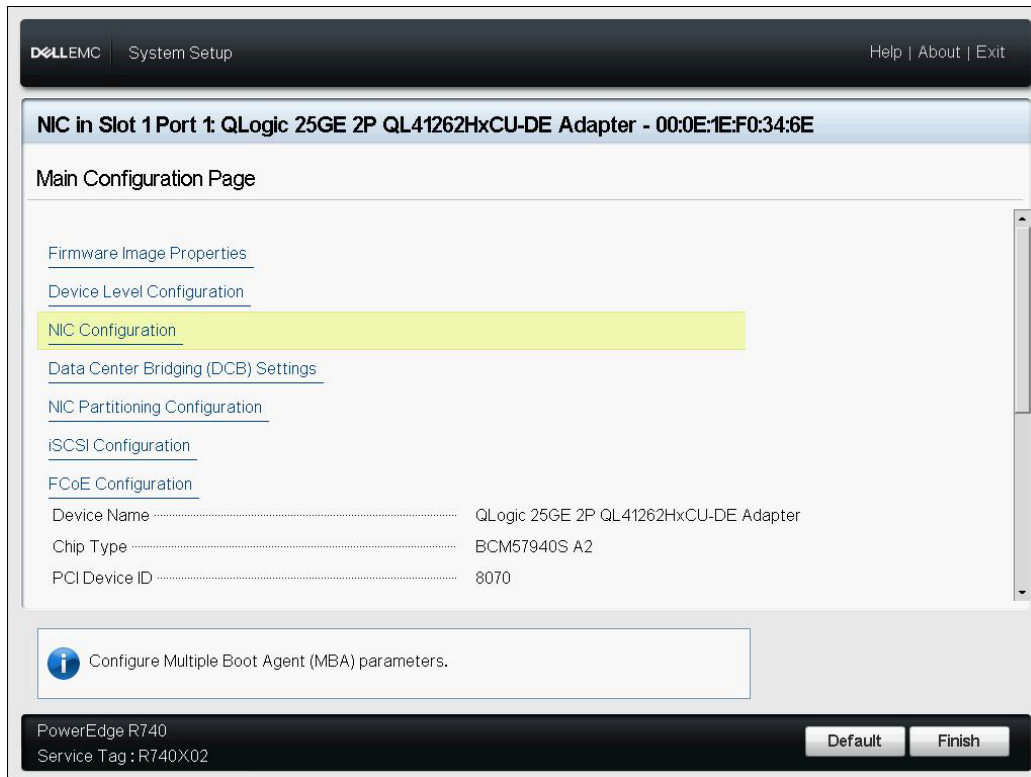 DELLEMC System Setup Help | About | Exit
NIC in Slot 1 Port 1: QLogic 25GE 2P QL41262HxCU-DE Adapter - 00:0E:1E:F0:34:6E
Main Configuration Page
Firmware Image Properties
Device Level Configuration
NIC Configuration
Data Center Bridging (DCB) Settings
NIC Partitioning Configuration
iSCSI Configuration
FCoE Configuration
Device Name QLogic 25GE 2P QL41262HxCU-DE Adapter
Chip Type BCM57940S A2
PCI Device ID 8070
Configure Multiple Boot Agent (MBA) parameters.
PowerEdge R740
Service Tag : R740X02
Default Finish